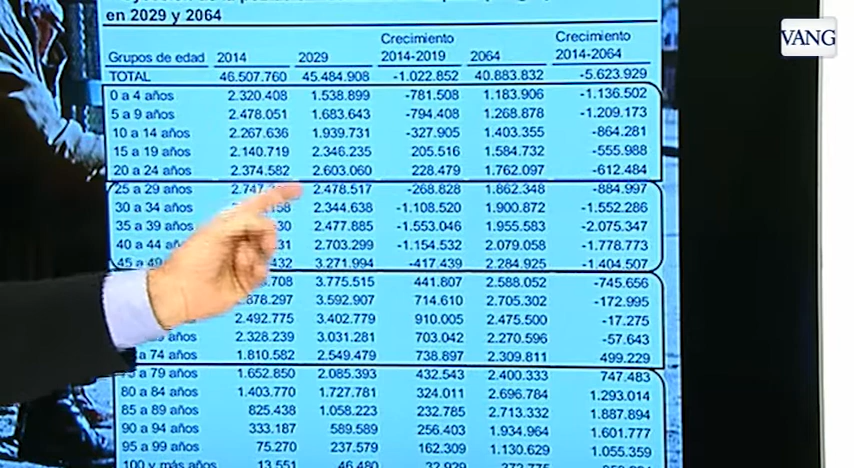 en 2029 y 2064
VANG
Crecimiento Crecimiento
Grupos de edad 2014 2029 2014-2019 2064 2014-2064
TOTAL 46.507.760 45.484.908 -1.022.852 40.883.832 -5.623.929
0 a 4 años 2.320.408 1.538.899 -781.508 1.183.906 -1.136.502
5 a 9 años 2.478.051 1.683.643 -794.408 1.268.878 -1.209.173
10 a 14 años 2.267.636 1.939.731 -327.905 1.403.355 -864.281
15 a 19 años 2.140.719 2.346.235 205.516 1.584.732 -555.988
20 a 24 años 2.374.582 2.603.060 228.479 1.762.097 -612.484
25 a 29 años 2.747. 2.478.517 -268.828 1.862.348 -884.997
30 a 34 años 158 2.344.638 -1.108.520 1.900.872 -1.552.286
35 a 39 años 30 2.477.885 -1.553.046 1.955.583 -2.075.347
40 a 44 año 31 2.703.299 -1.154.532 2.079.058 -1.778.773
45 a 49 432 3.271.994 -417.439 2.284.925 -1.404.507
.708 3.775.515 441.807 2.588.052 -745.656
.878.297 3.592.907 714.610 2.705.302 -172.995
2.492.775 3.402.779 910.005 2.475.500 -17.275
años 2.328.239 3.031.281 703.042 2.270.596 -57.643
a 74 años 1.810.582 2.549.479 738.897 2.309.811 499.229
a 79 años 1.652.850 2.085.393 432.543 2.400.333 747.483
80 a 84 años 1.403.770 1.727.781 324.011 2.696.784 1.293.014
85 a 89 años 825.438 1.058.223 232.785 2.713.332 1.887.894
90 a 94 años 333.187 589.589 256.403 1.934.964 1.601.777
95 a 99 años 75.270 237.579 162.309 1.130.629 1.055.359
100 y más años 13.551 46.480 32.929